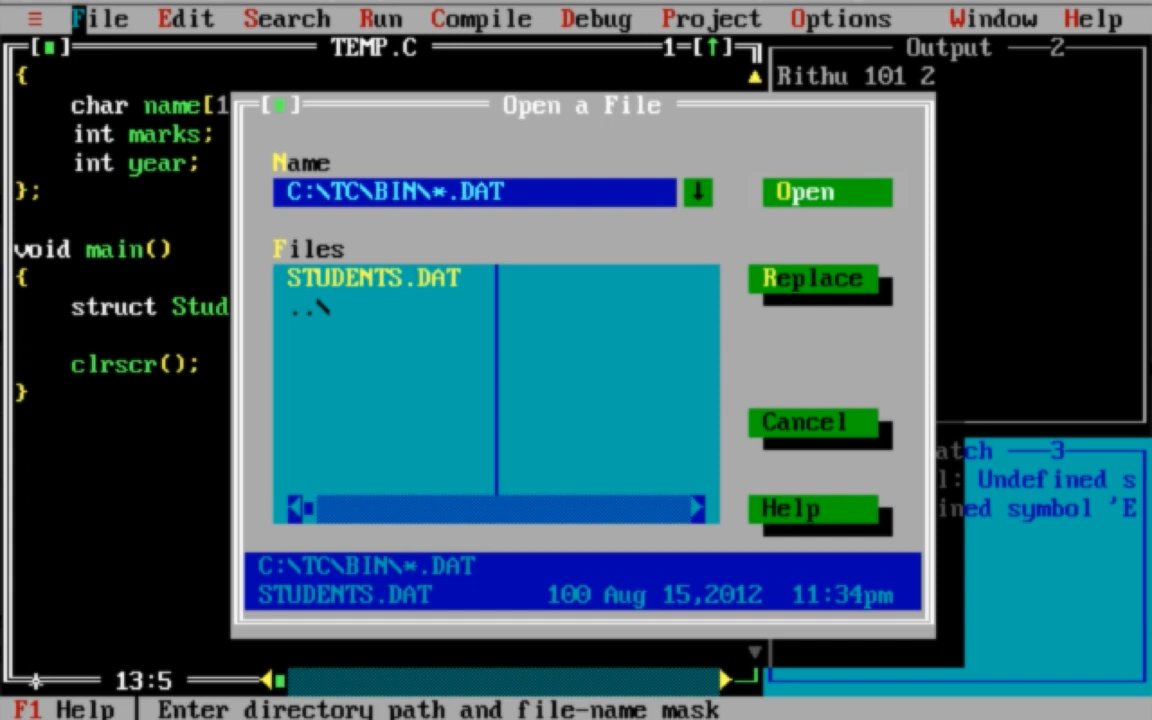 ≡ File Edit Search Run Compile Debug Project Options Window Help
[■] TEMP.C 1=[↑]
Output 2
{
Rithu 101 2
char name[1
int marks;
int year;
};
void main()
{
struct Stud
clrscr();
}
13:5
[■] Open a File
Name
C:\TC\BIN\*.DAT ↓
Open
Files
STUDENTS.DAT
..\
Replace
Cancel
Help
C:\TC\BIN\*.DAT
STUDENTS.DAT 100 Aug 15,2012 11:34pm
atch 3
l: Undefined s
ined symbol 'E
F1 Help │ Enter directory path and file-name mask